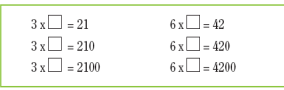 3 x □ = 21 6 x □ = 42
3 x □ = 210 6 x □ = 420
3 x □ = 2100 6 x □ = 4200